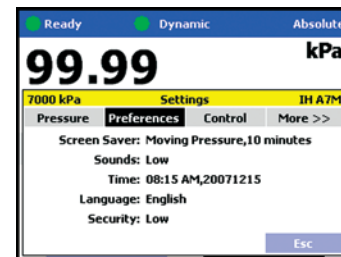 Ready Dynamic Absolute
kPa
99.99
7000 kPa Settings IH A7M
Pressure Preferences Control More >>
Screen Saver: Moving Pressure,10 minutes
Sounds: Low
Time: 08:15 AM,20071215
Language: English
Security: Low
Esc